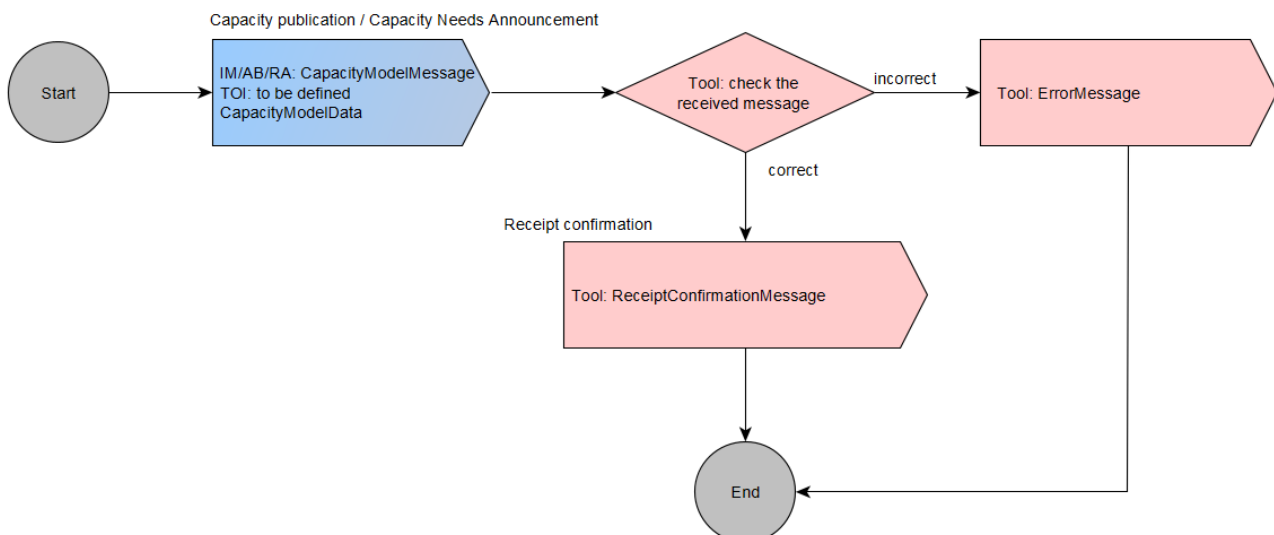 Capacity publication / Capacity Needs Announcement
Start
IM/AB/RA: CapacityModelMessage
TOI: to be defined
CapacityModelData
Tool: check the
received message
incorrect
Tool: ErrorMessage
correct
Receipt confirmation
Tool: ReceiptConfirmationMessage
End